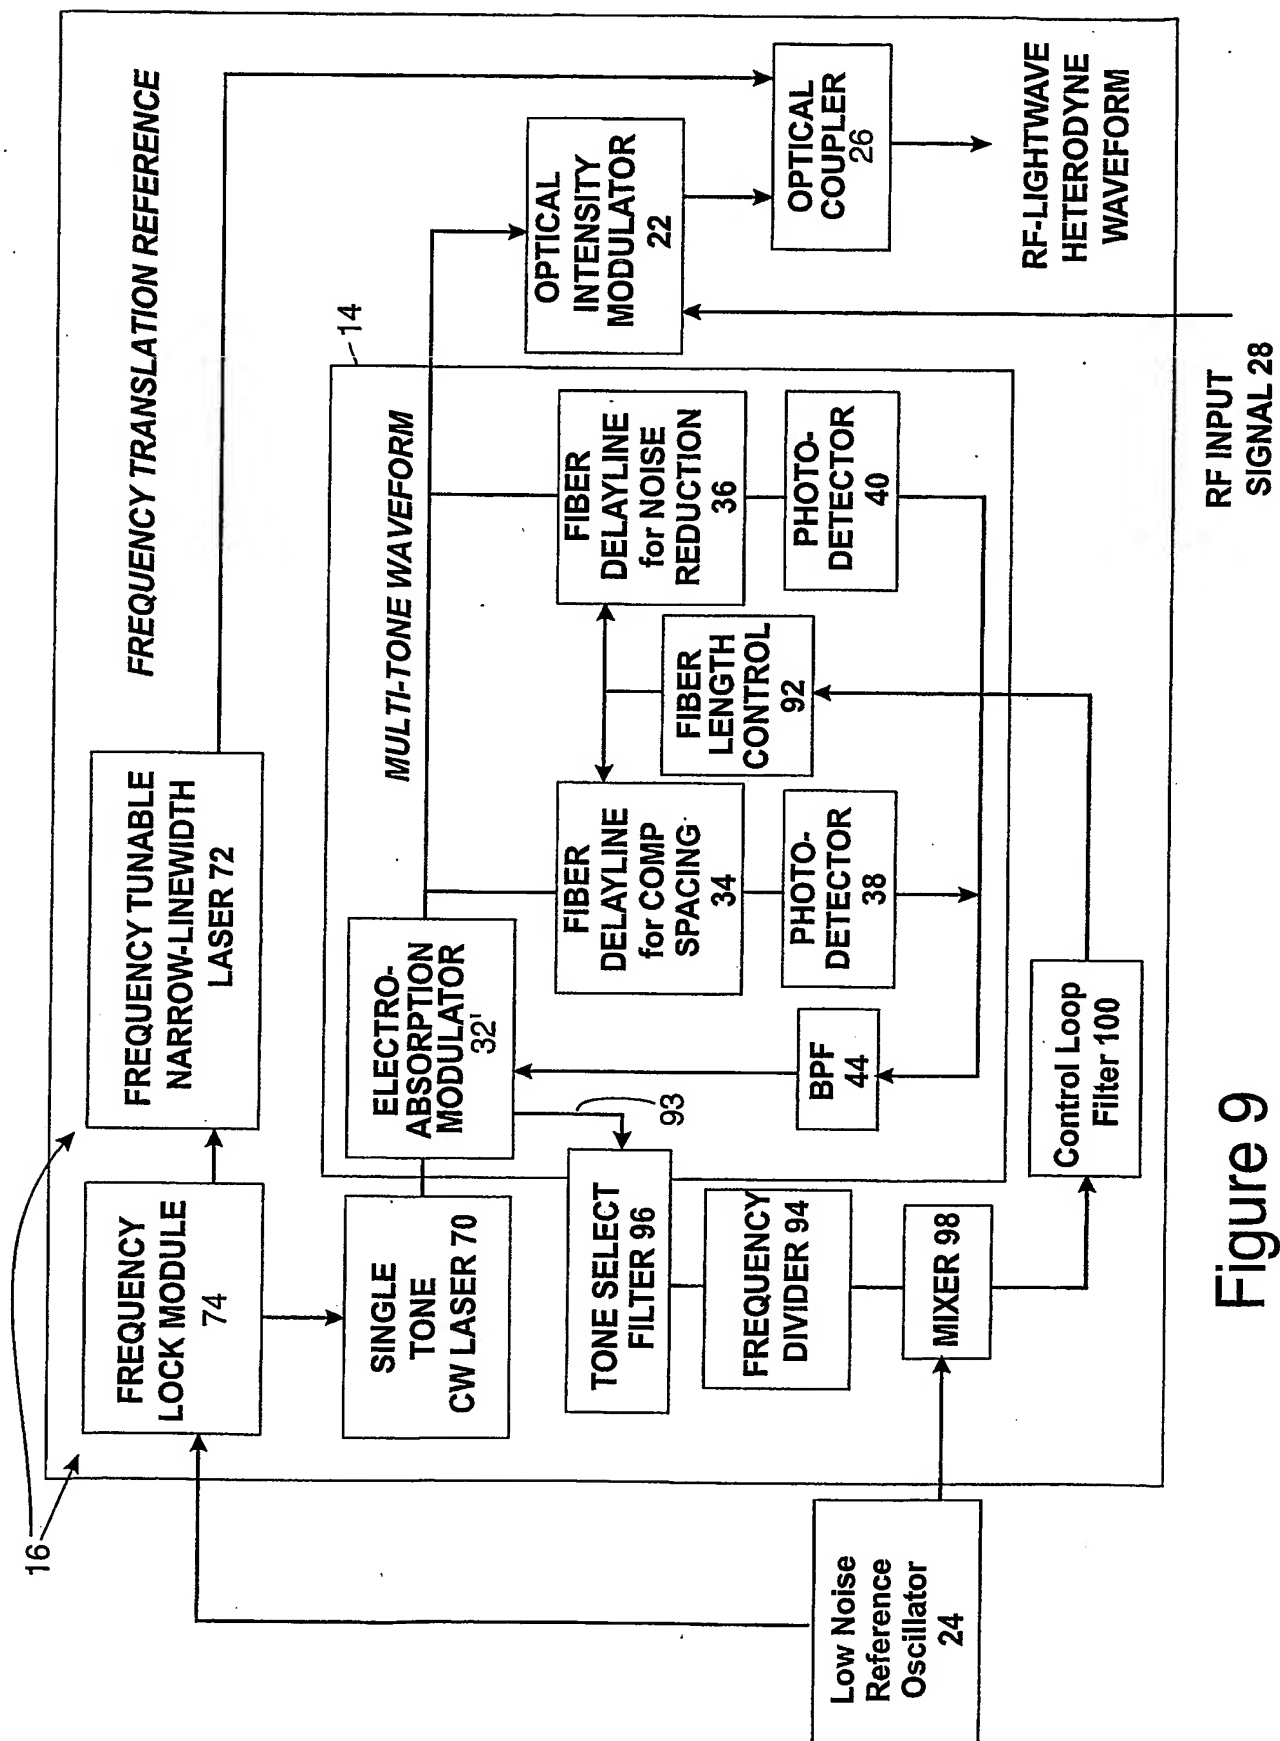 16
FREQUENCY
LOCK MODULE
74
FREQUENCY TUNABLE
NARROW-LINEWIDTH
LASER 72
FREQUENCY TRANSLATION REFERENCE
SINGLE
TONE
CW LASER 70
ELECTRO-
ABSORPTION
MODULATOR
32'
MULTI-TONE WAVEFORM
14
OPTICAL
INTENSITY
MODULATOR
22
OPTICAL
COUPLER
26
RF-LIGHTWAVE
HETERODYNE
WAVEFORM
93
TONE SELECT
FILTER 96
FIBER
DELAYLINE
for COMP
SPACING
34
FIBER
DELAYLINE
for NOISE
REDUCTION
36
FIBER
LENGTH
CONTROL
92
FREQUENCY
DIVIDER 94
BPF
44
PHOTO-
DETECTOR
38
PHOTO-
DETECTOR
40
MIXER 98
Control Loop
Filter 100
Low Noise
Reference
Oscillator
24
RF INPUT
SIGNAL 28
Figure 9